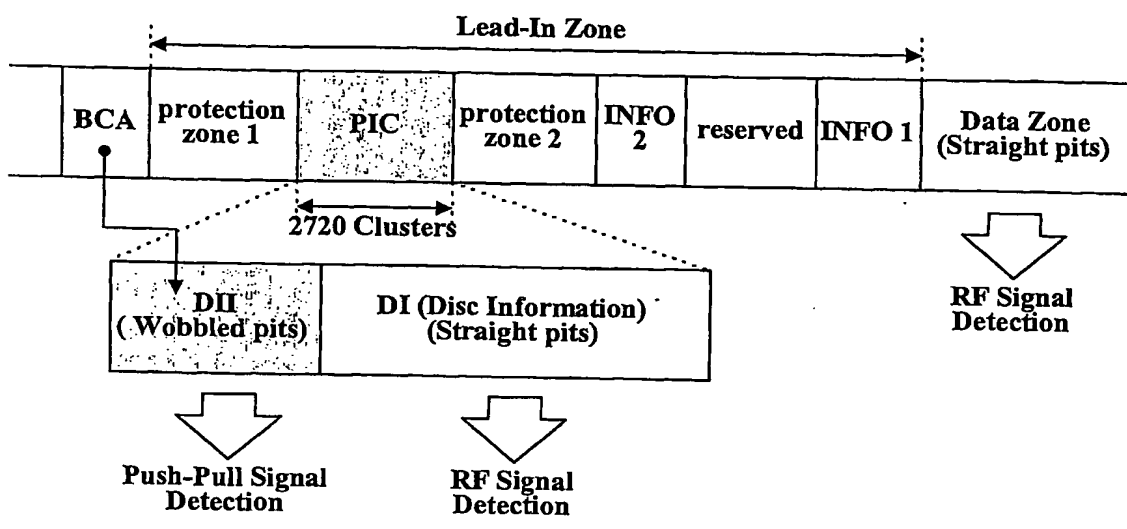 Lead-In Zone
BCA
protection
zone 1
PIC
protection
zone 2
INFO
2
reserved
INFO 1
Data Zone
(Straight pits)
2720 Clusters
DII
( Wobbled pits)
DI (Disc Information)
(Straight pits)
RF Signal
Detection
Push-Pull Signal
Detection
RF Signal
Detection